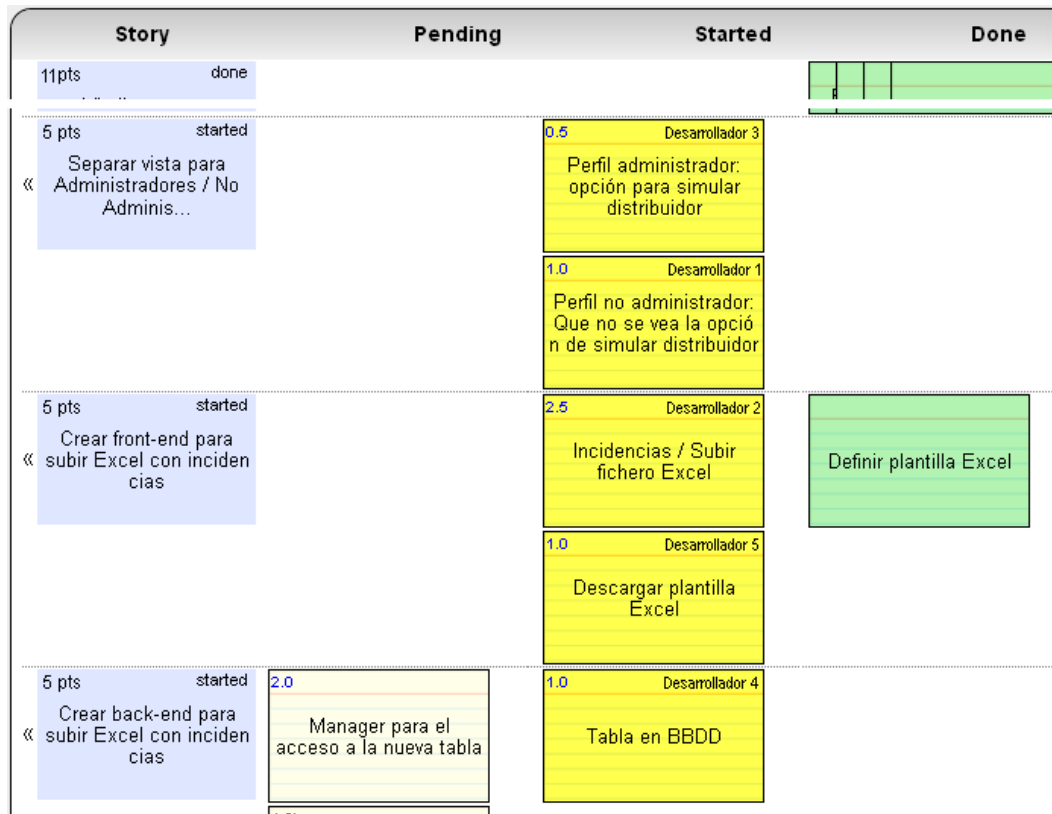 Story Pending Started Done
11pts done
5 pts started
Separar vista para
Administradores / No
Adminis...
«
0.5 Desarrollador 3
Perfil administrador:
opción para simular
distribuidor
1.0 Desarrollador 1
Perfil no administrador:
Que no se vea la opció
n de simular distribuidor
5 pts started
Crear front-end para
« subir Excel con inciden
cias
2.5 Desarrollador 2
Incidencias / Subir
fichero Excel
Definir plantilla Excel
1.0 Desarrollador 5
Descargar plantilla
Excel
5 pts started
Crear back-end para
« subir Excel con inciden
cias
2.0
Manager para el
acceso a la nueva tabla
1.0 Desarrollador 4
Tabla en BBDD